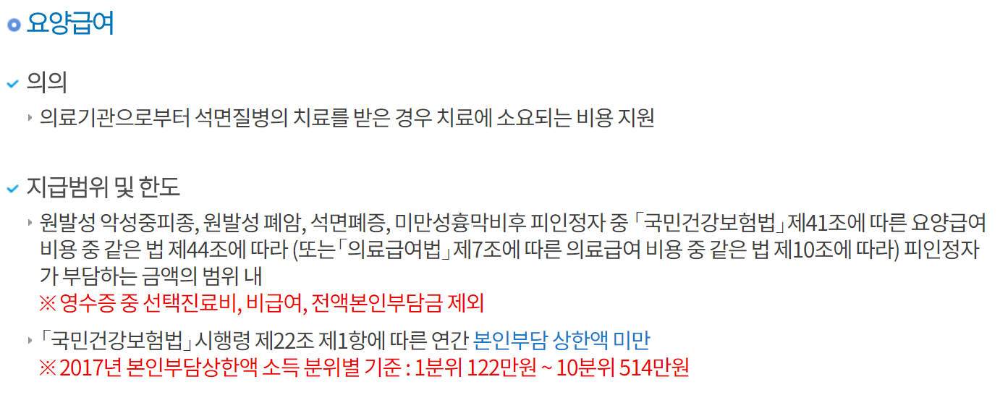 요양급여
의의
의료기관으로부터 석면질병의 치료를 받은 경우 치료에 소요되는 비용 지원
지급범위 및 한도
원발성 악성중피종, 원발성 폐암, 석면폐증, 미만성흉막비후 피인정자 중 「국민건강보험법」제41조에 따른 요양급여
비용 중 같은 법 제44조에 따라 (또는「의료급여법」제7조에 따른 의료급여 비용 중 같은 법 제10조에 따라) 피인정자
가 부담하는 금액의 범위 내
※ 영수증 중 선택진료비, 비급여, 전액본인부담금 제외
「국민건강보험법」시행령 제22조 제1항에 따른 연간 본인부담 상한액 미만
※ 2017년 본인부담상한액 소득 분위별 기준 : 1분위 122만원 ~ 10분위 514만원